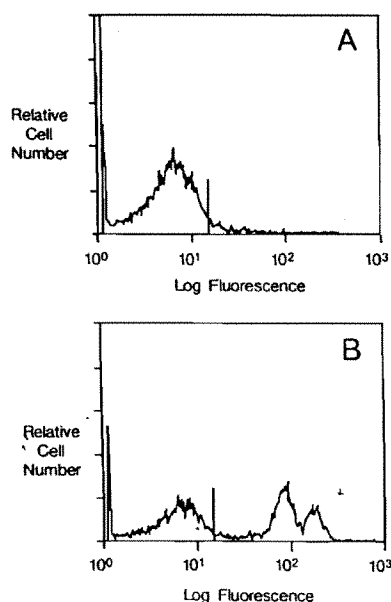 A
Relative
Cell
Number
10⁰ 10¹ 10² 10³
Log Fluorescence
B
Relative
Cell
Number
10⁰ 10¹ 10² 10³
Log Fluorescence